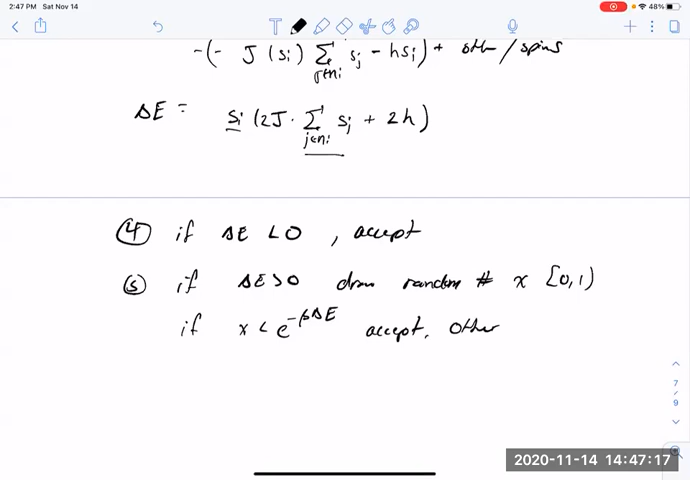 2:47 PM Sat Nov 14
48%
-(- J (si) Σ sj - hsi) + other / spins
j∈ni
ΔE = si (2J · Σ sj + 2h)
j∈ni
④ if ΔE < 0 , accept
⑤ if ΔE > 0 draw random # x [0,1)
if x < e^-βΔE accept, other
7
/
9
2020-11-14 14:47:17